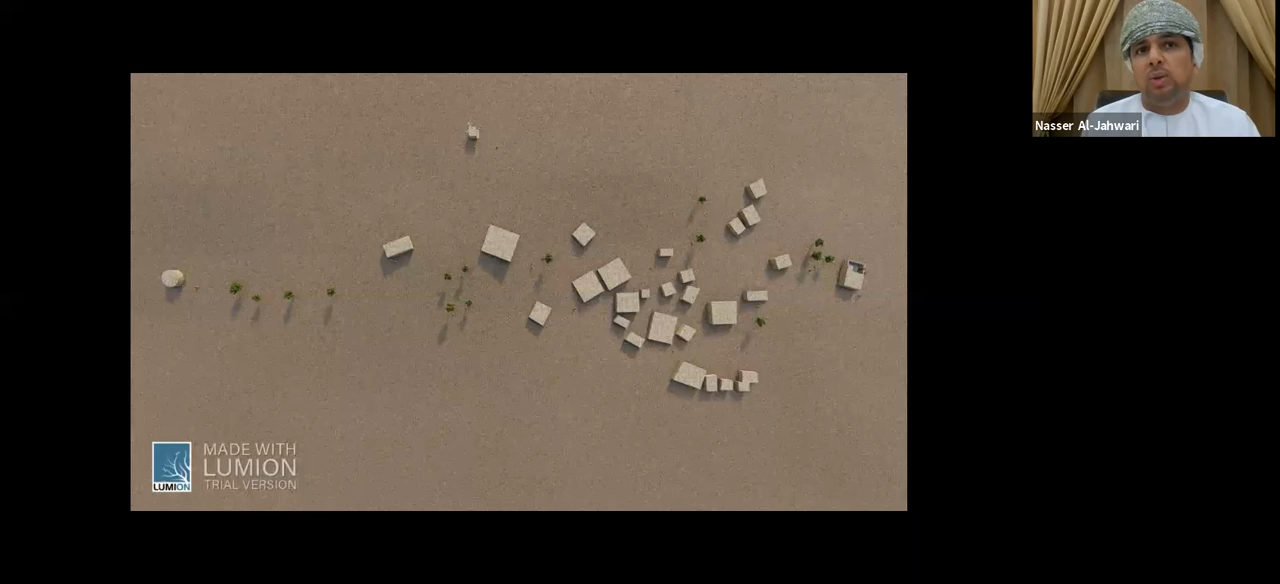 Nasser Al-Jahwari
MADE WITH
LUMION
TRIAL VERSION
LUMION